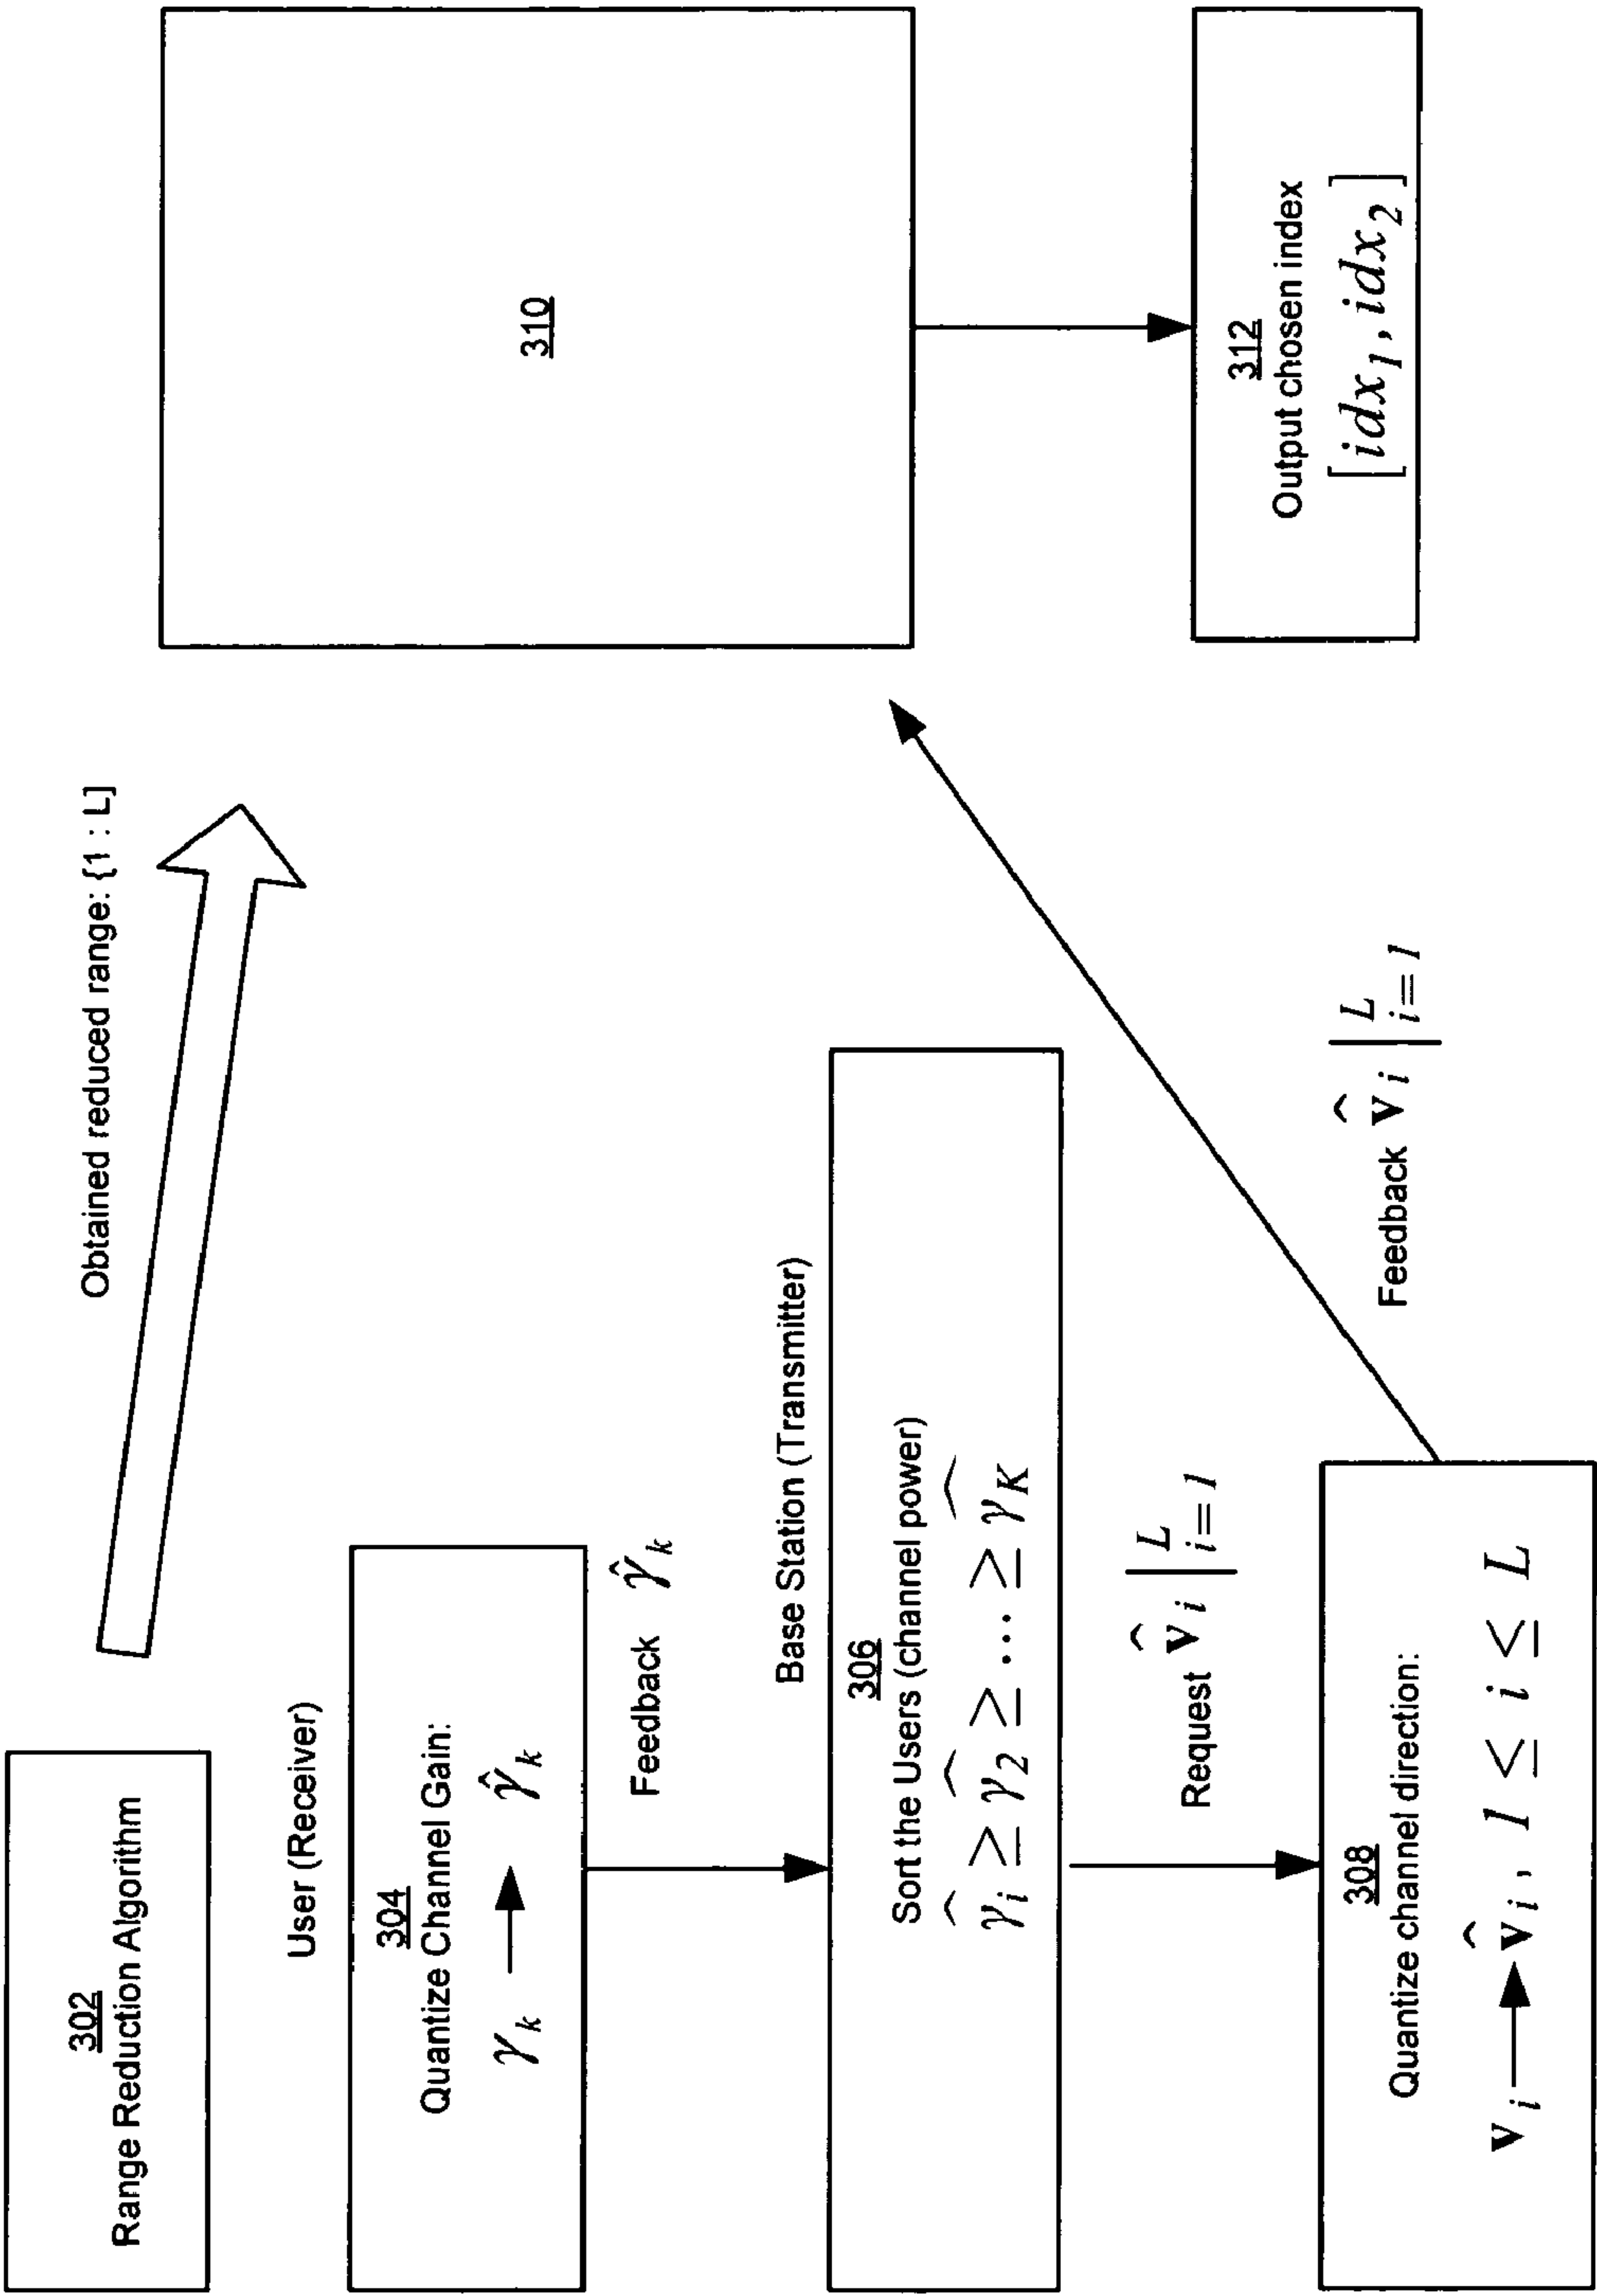 302
Range Reduction Algorithm
Obtained reduced range: {1 : L]
User (Receiver)
304
Quantize Channel Gain:
γ_k → γ̂_k
Feedback γ̂_k
Base Station (Transmitter)
306
Sort the Users (channel power)
γ̂_i ≥ γ̂_2 ≥ ... ≥ γ̂_K
Request v̂_i |_{i=1}^{L}
308
Quantize channel direction:
v_i → v̂_i, 1 ≤ i ≤ L
Feedback v̂_i |_{i=1}^{L}
310
312
Output chosen index
[idx_1, idx_2]